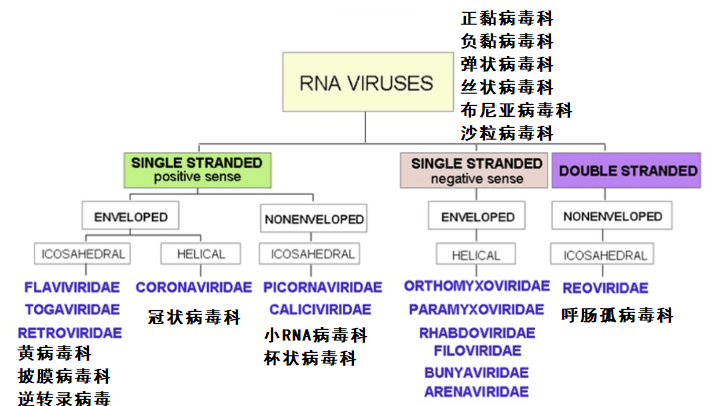 正黏病毒科
负黏病毒科
弹状病毒科
丝状病毒科
布尼亚病毒科
沙粒病毒科
RNA VIRUSES
SINGLE STRANDED
positive sense
SINGLE STRANDED
negative sense
DOUBLE STRANDED
ENVELOPED
NONENVELOPED
ENVELOPED
NONENVELOPED
ICOSAHEDRAL
HELICAL
ICOSAHEDRAL
HELICAL
ICOSAHEDRAL
FLAVIVIRIDAE
TOGAVIRIDAE
RETROVIRIDAE
黄病毒科
披膜病毒科
逆转录病毒
CORONAVIRIDAE
冠状病毒科
PICORNAVIRIDAE
CALICIVIRIDAE
小RNA病毒科
杯状病毒科
ORTHOMYXOVIRIDAE
PARAMYXOVIRIDAE
RHABDOVIRIDAE
FILOVIRIDAE
BUNYAVIRIDAE
ARENAVIRIDAE
REOVIRIDAE
呼肠孤病毒科